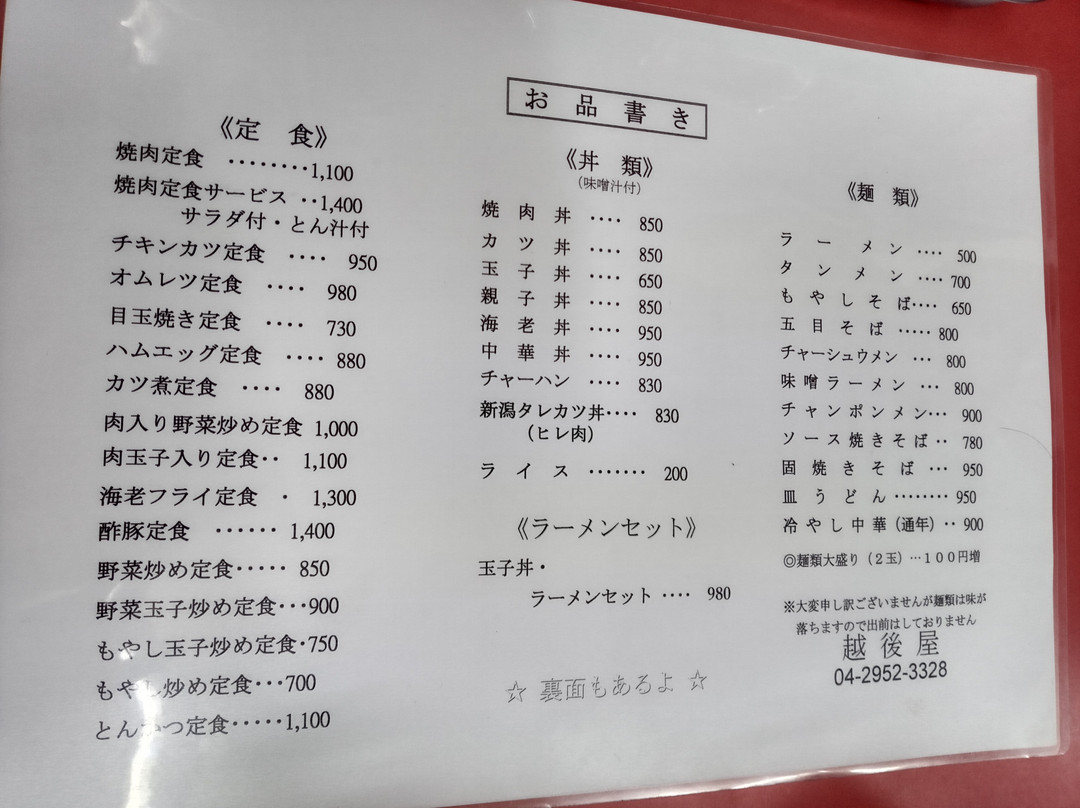 お品書き
《定 食》
焼肉定食 ‥‥‥‥1,100
焼肉定食サービス ‥1,400
サラダ付・とん汁付
チキンカツ定食 ‥‥ 950
オムレツ定食 ‥‥ 980
目玉焼き定食 ‥‥ 730
ハムエッグ定食 ‥‥ 880
カツ煮定食 ‥‥ 880
肉入り野菜炒め定食 1,000
肉玉子入り定食‥ 1,100
海老フライ定食 ・ 1,300
酢豚定食 ‥‥‥ 1,400
野菜炒め定食‥‥・ 850
野菜玉子炒め定食‥・900
もやし玉子炒め定食・750
もやし炒め定食‥・700
とんかつ定食‥‥・1,100
《丼 類》
（味噌汁付）
焼肉丼 ‥‥ 850
カツ丼 ‥‥ 850
玉子丼 ‥‥ 650
親子丼 ‥‥ 850
海老丼 ‥‥ 950
中華丼 ‥‥ 950
チャーハン ‥‥ 830
新潟タレカツ丼‥‥ 830
（ヒレ肉）
ライス ‥‥‥・ 200
《ラーメンセット》
玉子丼・
ラーメンセット ‥‥ 980
☆ 裏面もあるよ ☆
《麺 類》
ラーメン ‥‥ 500
タンメン ‥‥ 700
もやしそば‥‥ 650
五目そば ‥‥・ 800
チャーシュウメン ‥・ 800
味噌ラーメン ‥・ 800
チャンポンメン‥・ 900
ソース焼きそば‥ 780
固焼きそば ‥・ 950
皿うどん‥‥‥‥ 950
冷やし中華（通年）‥ 900
◎麺類大盛り（２玉）…１００円増
※大変申し訳ございませんが麺類は味が
落ちますので出前はしておりません
越後屋
04-2952-3328